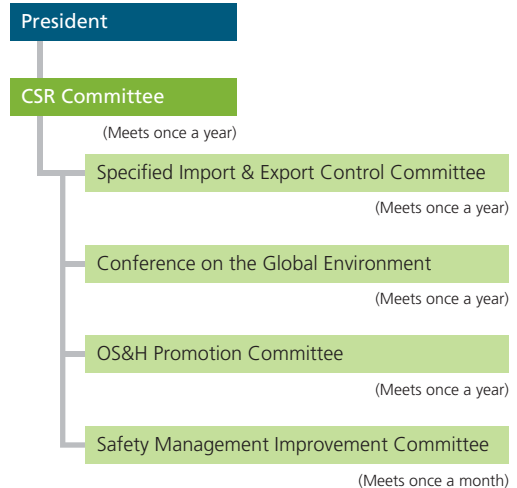 President
CSR Committee
(Meets once a year)
Specified Import & Export Control Committee
(Meets once a year)
Conference on the Global Environment
(Meets once a year)
OS&H Promotion Committee
(Meets once a year)
Safety Management Improvement Committee
(Meets once a month)